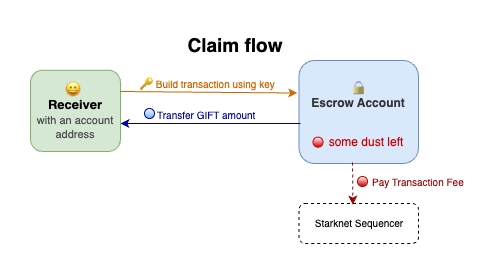 Claim flow
Receiver
with an account
address
Build transaction using key
Transfer GIFT amount
Escrow Account
some dust left
Pay Transaction Fee
Starknet Sequencer